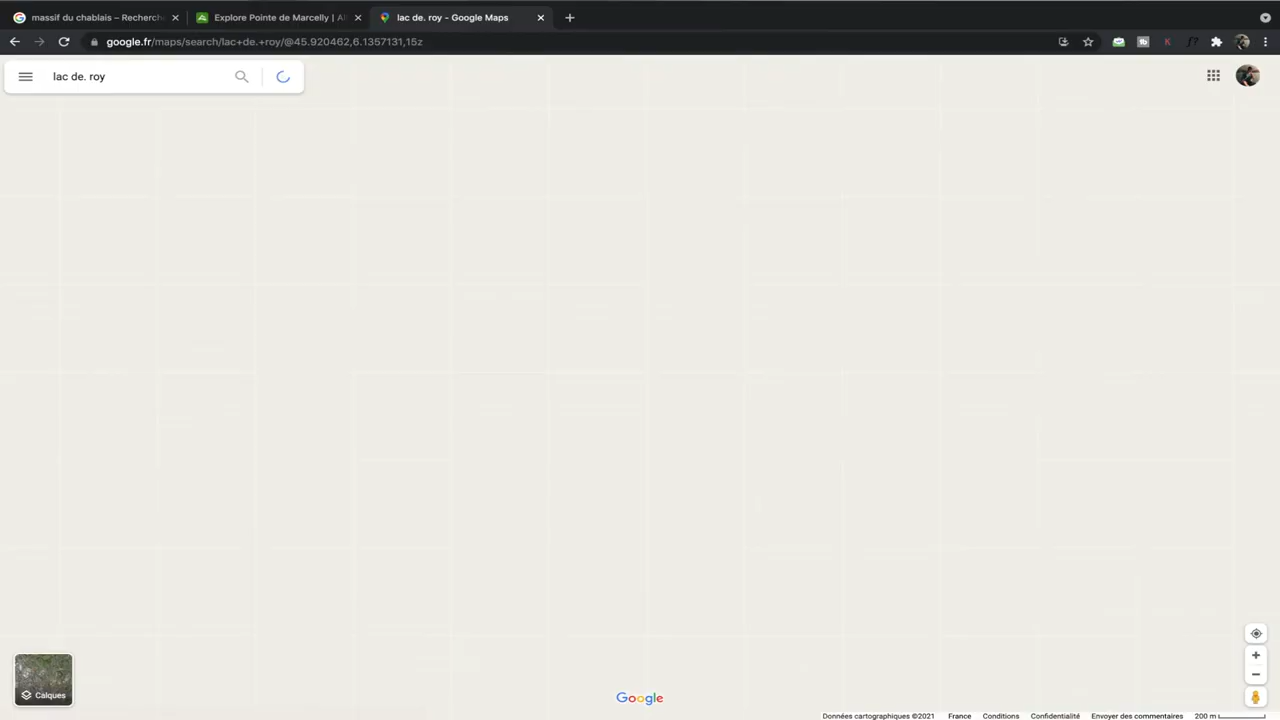 massif du chablais – Recherch
Explore Pointe de Marcelly | Al
lac de. roy - Google Maps
google.fr/maps/search/lac+de.+roy/@45.920462,6.1357131,15z
lac de. roy
Calques
Google
Données cartographiques ©2021 France Conditions Confidentialité Envoyer des commentaires 200 m